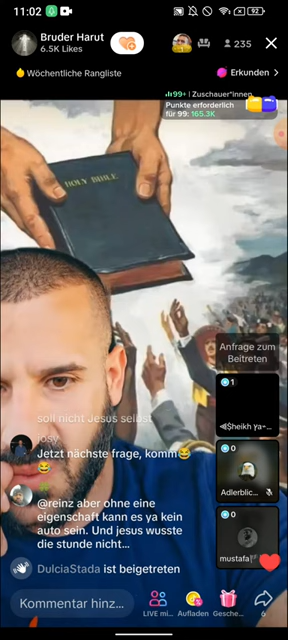 11:02
92
Bruder Harut
6.5K Likes
235
Wöchentliche Rangliste
Erkunden >
99+ | Zuschauer*innen
Punkte erforderlich
für 99: 165.3K
HOLY BIBLE
Anfrage zum
Beitreten
1
soll nicht Jesus selbst
josy
Jetzt nächste frage, komm😂
😂
0
Adlerblic...
@reinz aber ohne eine
eigenschaft kann es ya kein
auto sein. Und jesus wusste
die stunde nicht...
0
mustafa
DulciaStada ist beigetreten
Kommentar hinz...
LIVE mi...
Aufladen
Gesche...
6